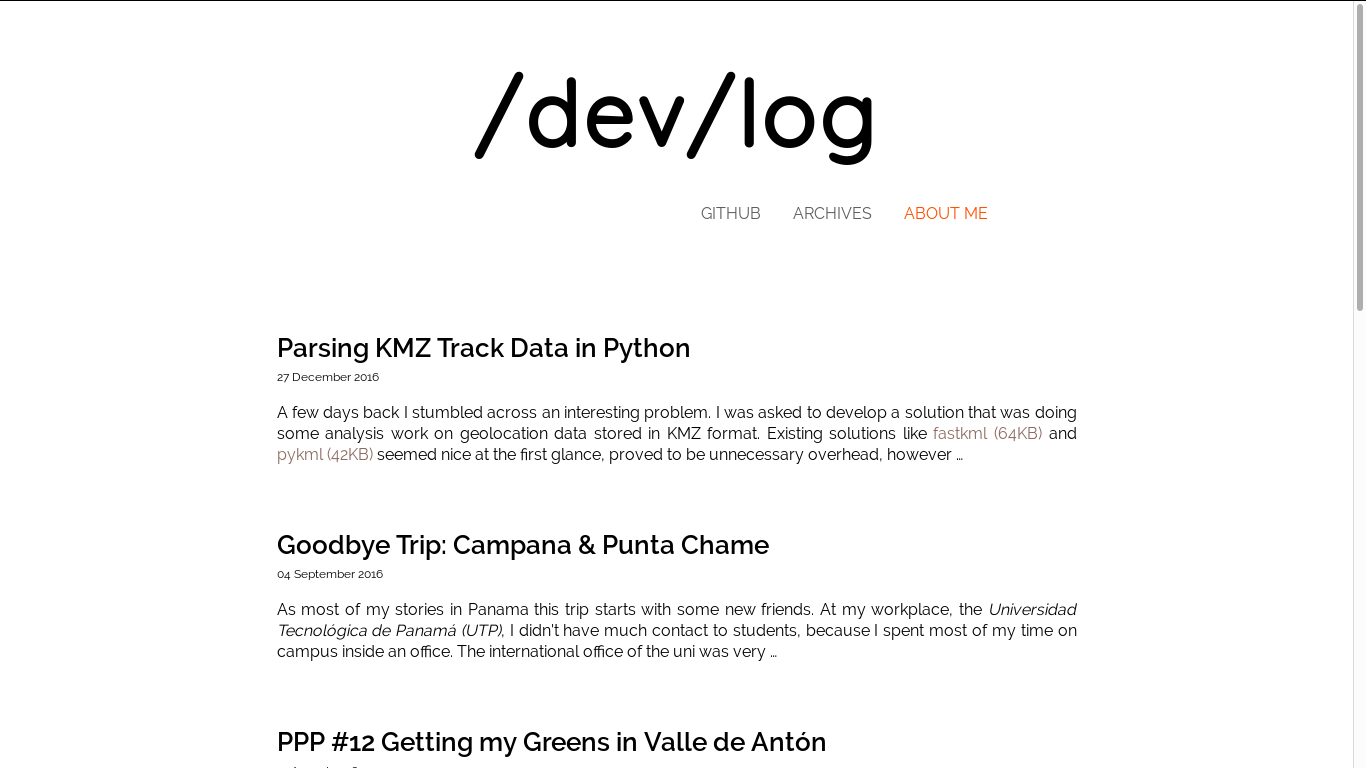 /dev/log
GITHUB ARCHIVES ABOUT ME
Parsing KMZ Track Data in Python
27 December 2016
A few days back I stumbled across an interesting problem. I was asked to develop a solution that was doing
some analysis work on geolocation data stored in KMZ format. Existing solutions like fastkml (64KB) and
pykml (42KB) seemed nice at the first glance, proved to be unnecessary overhead, however ...
Goodbye Trip: Campana & Punta Chame
04 September 2016
As most of my stories in Panama this trip starts with some new friends. At my workplace, the Universidad
Tecnológica de Panamá (UTP), I didn't have much contact to students, because I spent most of my time on
campus inside an office. The international office of the uni was very ...
PPP #12 Getting my Greens in Valle de Antón